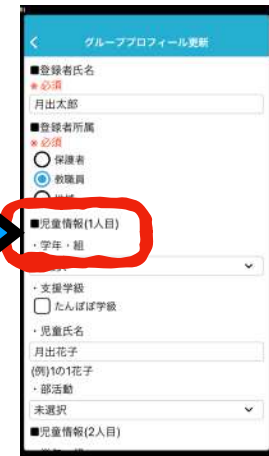 グループプロフィール更新
■登録者氏名
※必須
月出太郎
■登録者所属
※必須
保護者
教職員
■児童情報(1人目)
・学年・組
・支援学級
たんぽぽ学級
・児童氏名
月出花子
(例)1の1花子
・部活動
未選択
■児童情報(2人目)